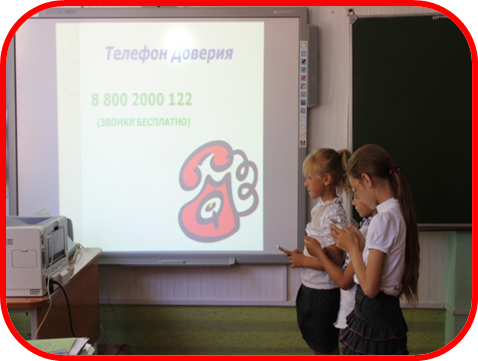 Телефон Доверия
8 800 2000 122
(ЗВОНКИ БЕСПЛАТНО)